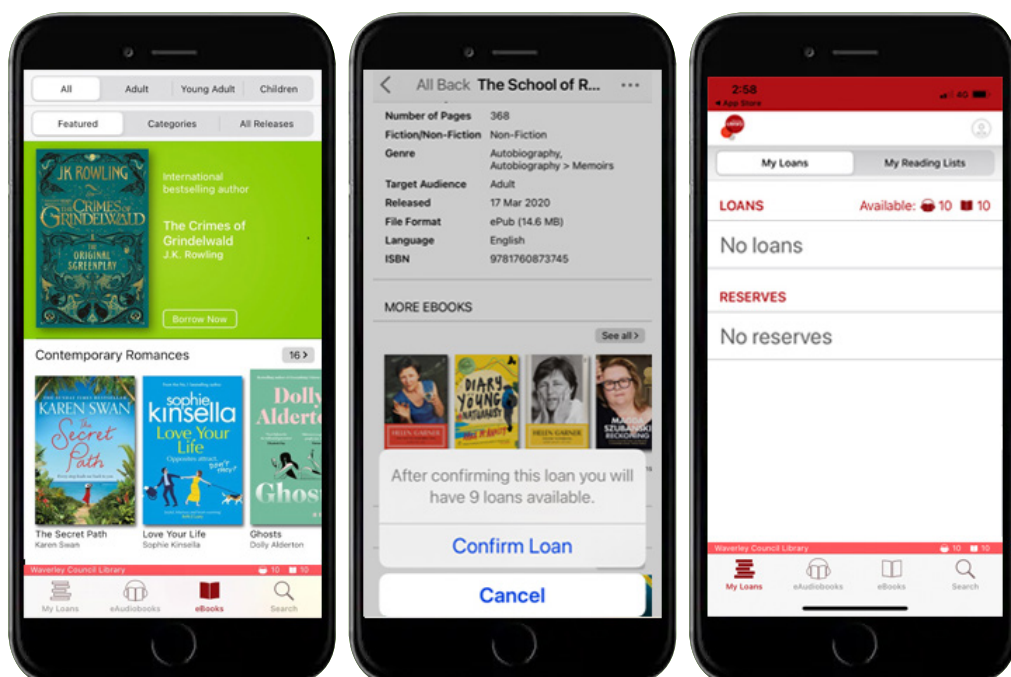 All Adult Young Adult Children
Featured Categories All Releases
JK ROWLING
THE CRIMES OF
GRINDELWALD
THE
ORIGINAL
SCREENPLAY
International
bestselling author
The Crimes of
Grindelwald
J.K. Rowling
Borrow Now
Contemporary Romances 16 >
KAREN SWAN
The
Secret
Path
sophie
kinsella
Love Your
Life
Opposites attract.
Don't
they?
Dolly
Alderto
Ghos
The Secret Path
Karen Swan
Love Your Life
Sophie Kinsella
Ghosts
Dolly Alderton
Waverley Council Library 10 10
My Loans eAudiobooks eBooks Search
All Back The School of R... ...
Number of Pages 368
Fiction/Non-Fiction Non-Fiction
Genre Autobiography,
Autobiography > Memoirs
Target Audience Adult
Released 17 Mar 2020
File Format ePub (14.6 MB)
Language English
ISBN 9781760873745
MORE EBOOKS
See all >
HELEN GARNER
DIARY
YOUNG
NATURALIST
HELEN GARNER
MAGDA
SZUBANSKI
RECKONING
After confirming this loan you will
have 9 loans available.
Confirm Loan
Cancel
2:58 4G
App Store
My Loans My Reading Lists
LOANS Available: 10 10
No loans
RESERVES
No reserves
Waverley Council Library 10 10
My Loans eAudiobooks eBooks Search